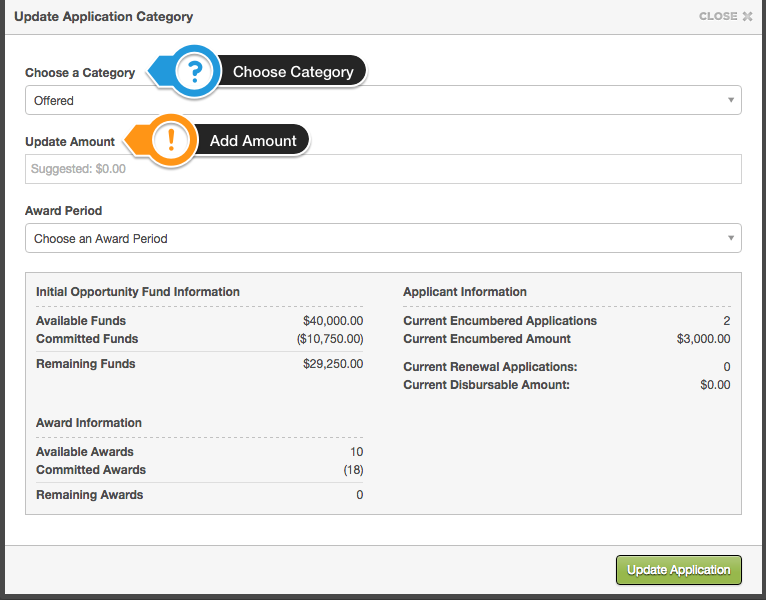 Update Application Category
CLOSE ✖
Choose a Category
? Choose Category
Offered
Update Amount
! Add Amount
Suggested: $0.00
Award Period
Choose an Award Period
Initial Opportunity Fund Information
Available Funds $40,000.00
Committed Funds ($10,750.00)
Remaining Funds $29,250.00
Award Information
Available Awards 10
Committed Awards (18)
Remaining Awards 0
Applicant Information
Current Encumbered Applications 2
Current Encumbered Amount $3,000.00
Current Renewal Applications: 0
Current Disbursable Amount: $0.00
Update Application